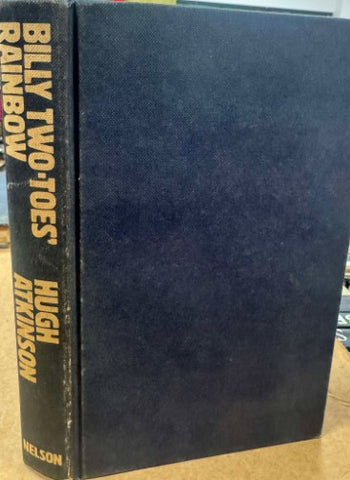 BILLY TWO-TOES'
RAINBOW
HUGH
ATKINSON
NELSON